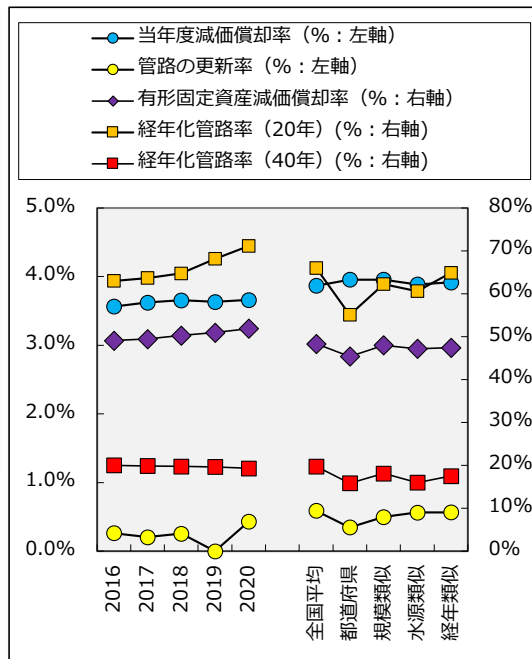 当年度減価償却率（%：左軸）
管路の更新率（%：左軸）
有形固定資産減価償却率（%：右軸）
経年化管路率（20年）(%：右軸)
経年化管路率（40年）(%：右軸)
5.0%
4.0%
3.0%
2.0%
1.0%
0.0%
80%
70%
60%
50%
40%
30%
20%
10%
0%
2016
2017
2018
2019
2020
全国平均
都道府県
規模類似
水源類似
経年類似